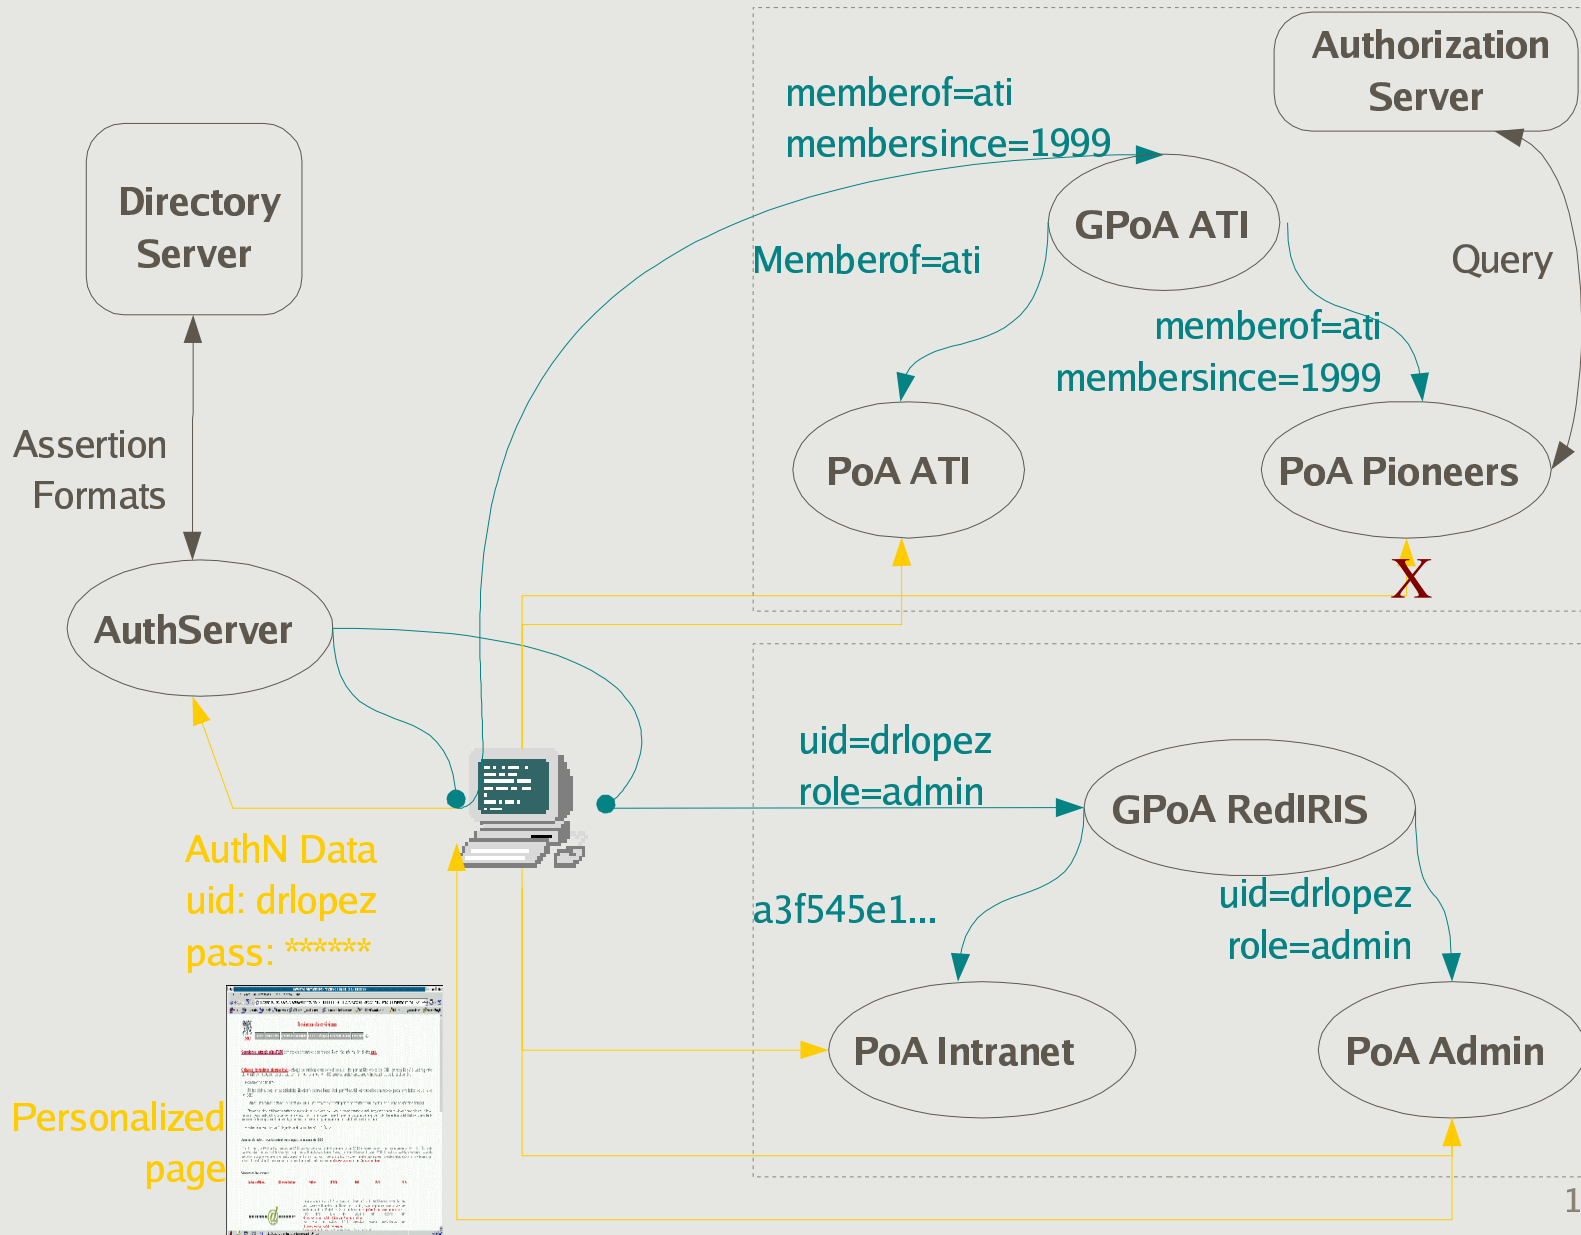 Authorization
Server
memberof=ati
membersince=1999
Directory
Server
GPoA ATI
Memberof=ati
Query
memberof=ati
membersince=1999
Assertion
Formats
PoA ATI
PoA Pioneers
X
AuthServer
uid=drlopez
role=admin
GPoA RedIRIS
AuthN Data
uid: drlopez
pass: ******
a3f545e1...
uid=drlopez
role=admin
PoA Intranet
PoA Admin
Personalized
page
1